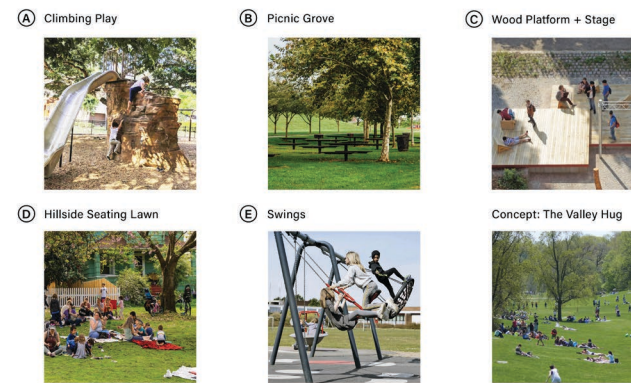 A Climbing Play
B Picnic Grove
C Wood Platform + Stage
D Hillside Seating Lawn
E Swings
Concept: The Valley Hug